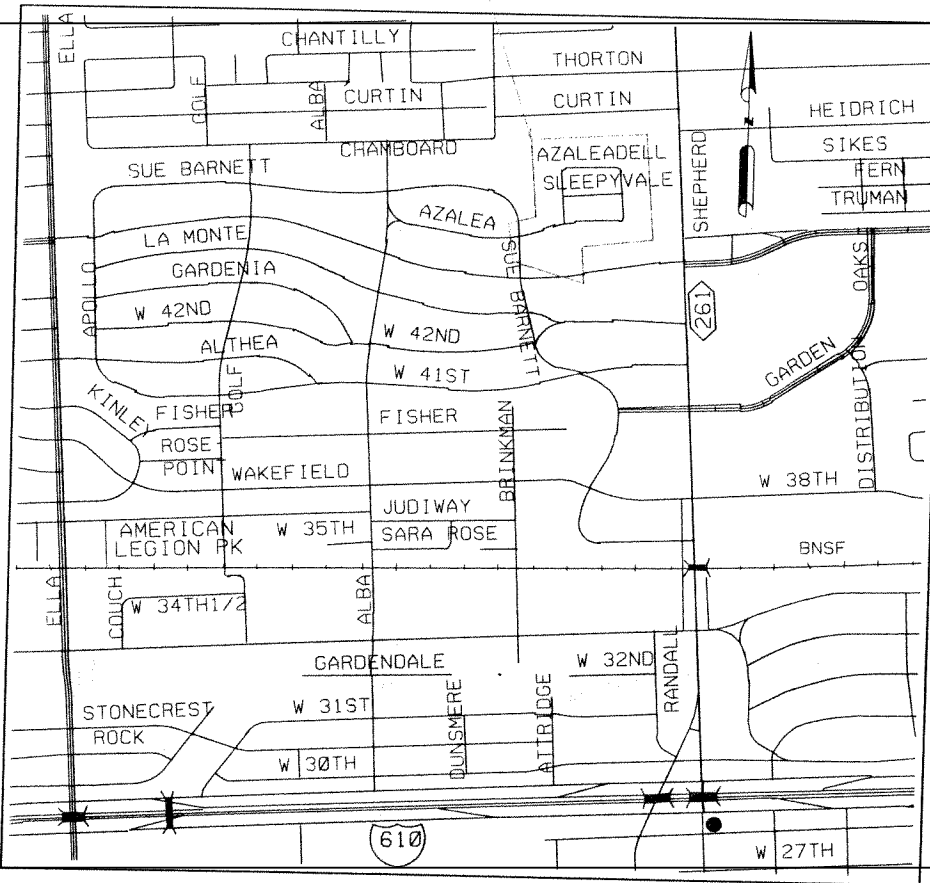 ELLA
CHANTILLY
THORTON
GOLF
ALBA
CURTIN
CURTIN
N
HEIDRICH
SHEPHERD
SIKES
CHAMBOARD
AZALEADELL
SUE BARNETT
FERN
SLEEPYVALE
TRUMAN
AZALEA
LA MONTE
SUE BARNETT
GARDENIA
OAKS
APOLLO
W 42ND
261
W 42ND
ALTHEA
W 41ST
GARDEN
GOLF
KINLEY
FISHER
FISHER
DISTRIBUTION
ROSE
POIN
WAKEFIELD
BRINKMAN
W 38TH
JUDIWAY
AMERICAN
LEGION PK
W 35TH
SARA ROSE
BNSF
ELLA
COUCH
W 34TH1/2
ALBA
GARDENDALE
W 32ND
RANDALL
STONECREST
W 31ST
DUNSMERE
ATTRIDGE
ROCK
W 30TH
610
W 27TH